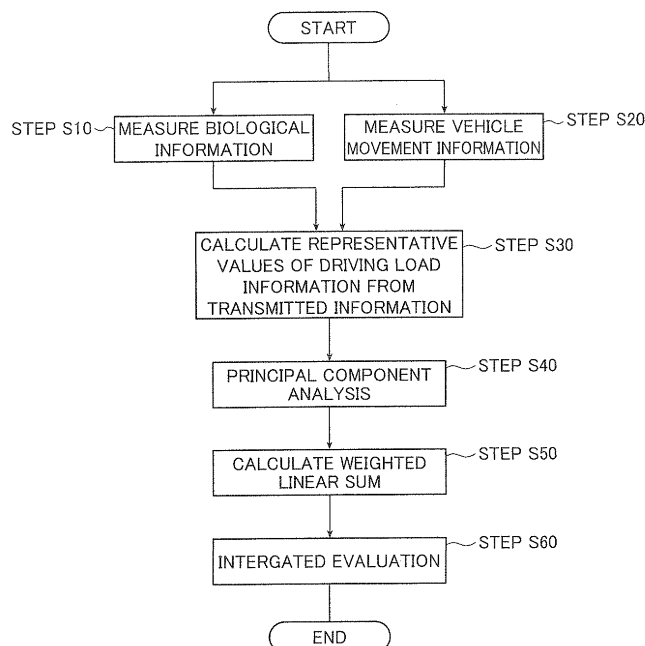 START
STEP S10
MEASURE BIOLOGICAL
INFORMATION
MEASURE VEHICLE
MOVEMENT INFORMATION
STEP S20
CALCULATE REPRESENTATIVE
VALUES OF DRIVING LOAD
INFORMATION FROM
TRANSMITTED INFORMATION
STEP S30
PRINCIPAL COMPONENT
ANALYSIS
STEP S40
CALCULATE WEIGHTED
LINEAR SUM
STEP S50
INTERGATED EVALUATION
STEP S60
END